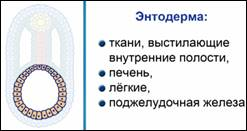 Энтодерма:
• ткани, выстилающие
внутренние полости,
• печень,
• лёгкие,
• поджелудочная железа